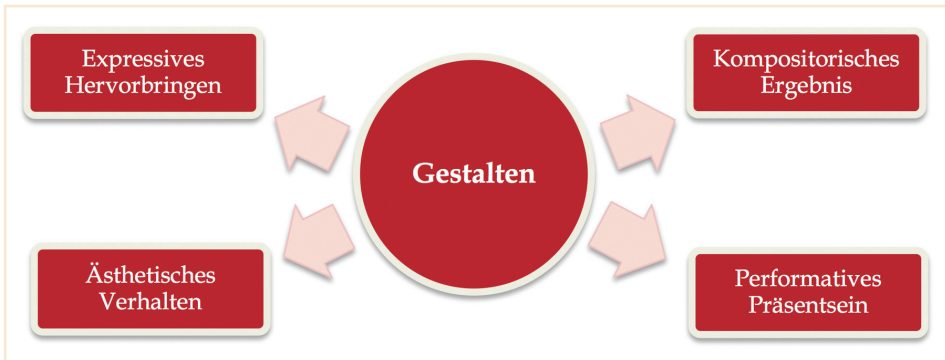 Expressives
Hervorbringen
Kompositorisches
Ergebnis
Gestalten
Ästhetisches
Verhalten
Performatives
Präsentsein